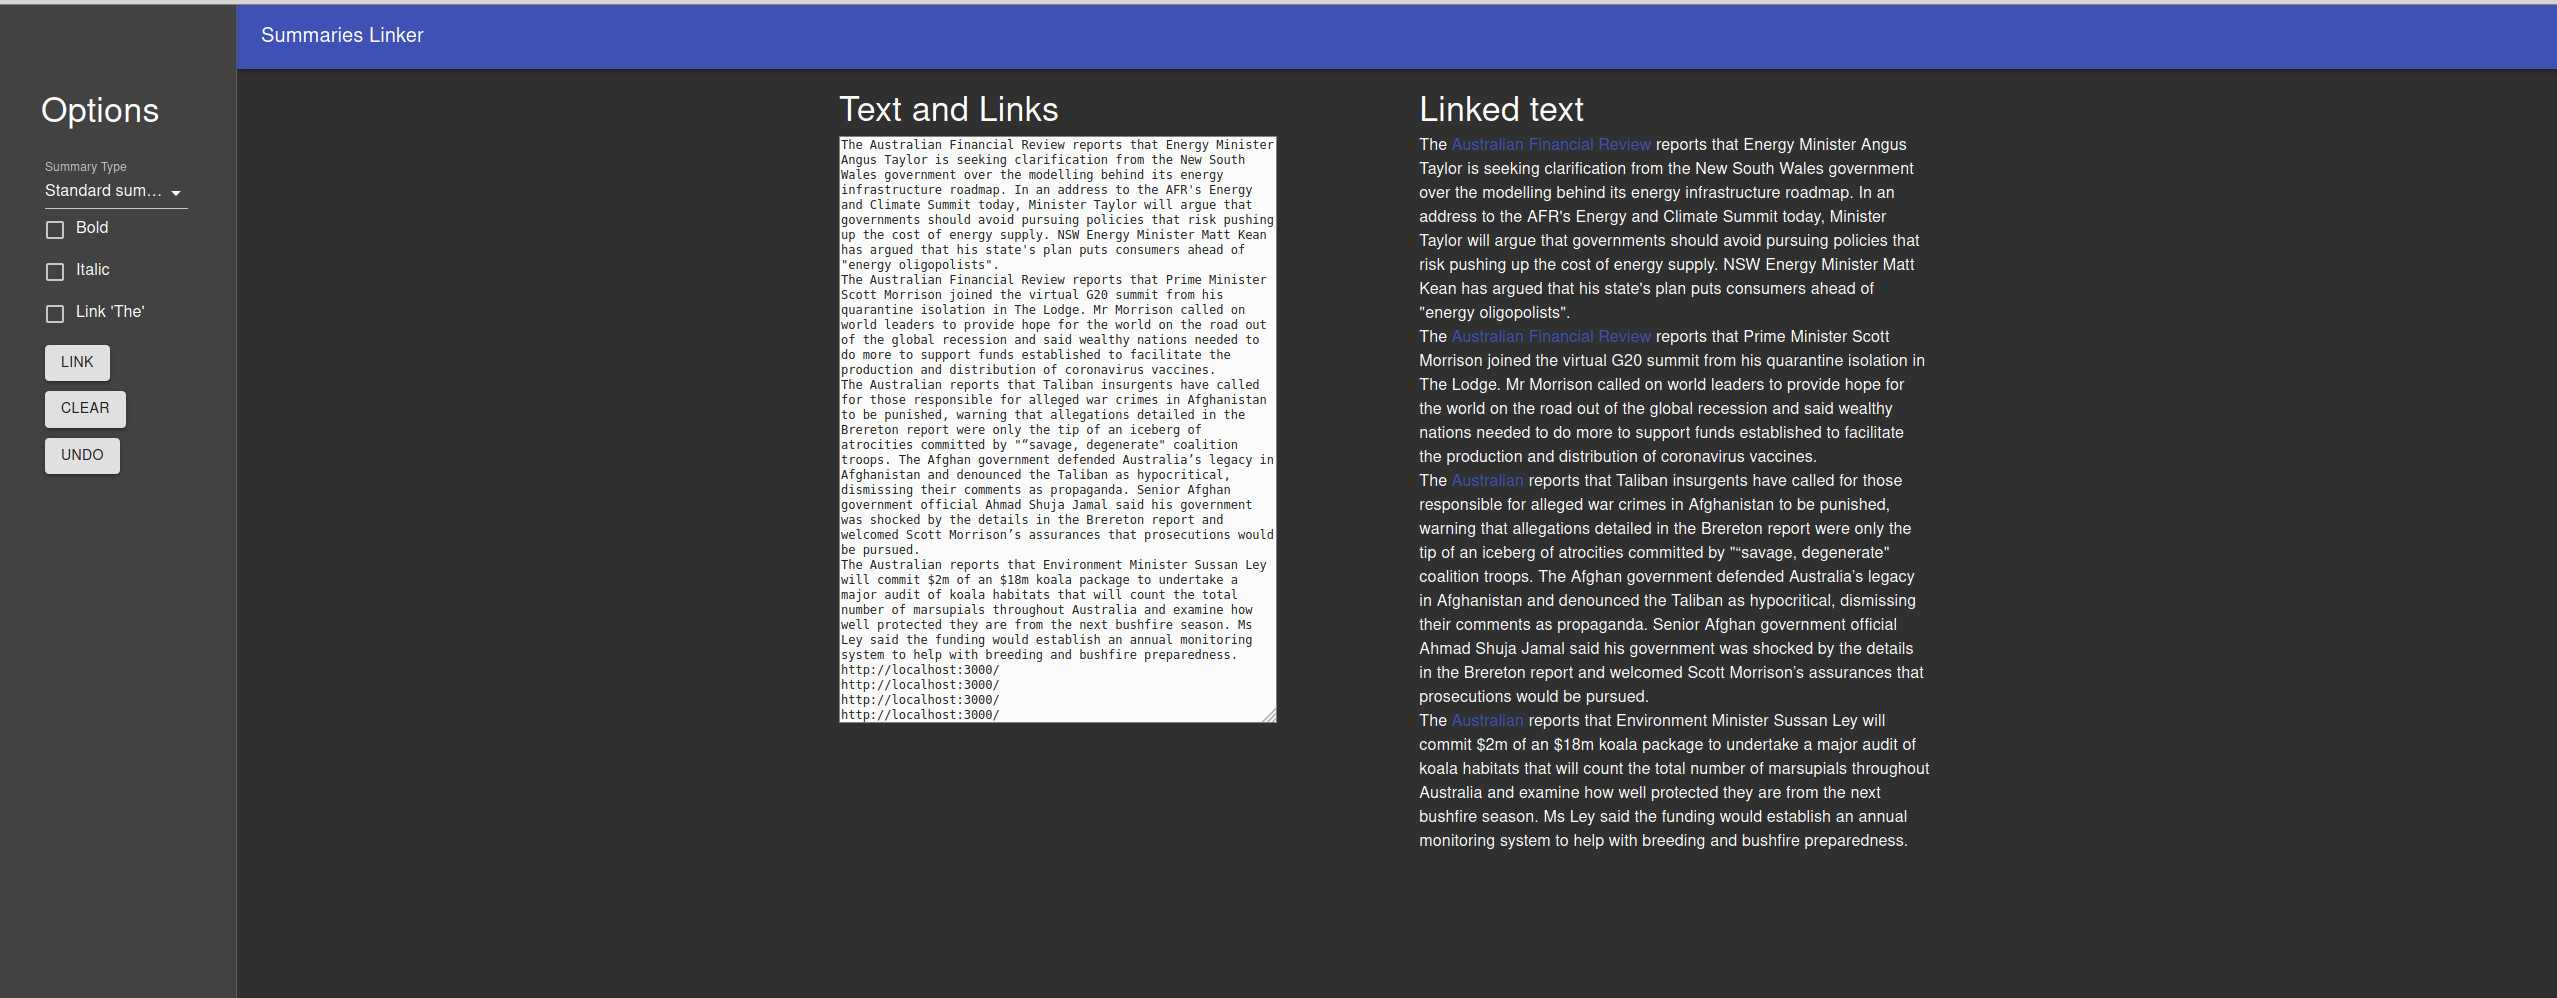 Summaries Linker
Options
Summary Type
Standard sum...
Bold
Italic
Link 'The'
LINK
CLEAR
UNDO
Text and Links
The Australian Financial Review reports that Energy Minister
Angus Taylor is seeking clarification from the New South
Wales government over the modelling behind its energy
infrastructure roadmap. In an address to the AFR's Energy
and Climate Summit today, Minister Taylor will argue that
governments should avoid pursuing policies that risk pushing
up the cost of energy supply. NSW Energy Minister Matt Kean
has argued that his state's plan puts consumers ahead of
"energy oligopolists".
The Australian Financial Review reports that Prime Minister
Scott Morrison joined the virtual G20 summit from his
quarantine isolation in The Lodge. Mr Morrison called on
world leaders to provide hope for the world on the road out
of the global recession and said wealthy nations needed to
do more to support funds established to facilitate the
production and distribution of coronavirus vaccines.
The Australian reports that Taliban insurgents have called
for those responsible for alleged war crimes in Afghanistan
to be punished, warning that allegations detailed in the
Brereton report were only the tip of an iceberg of
atrocities committed by "“savage, degenerate" coalition
troops. The Afghan government defended Australia’s legacy in
Afghanistan and denounced the Taliban as hypocritical,
dismissing their comments as propaganda. Senior Afghan
government official Ahmad Shuja Jamal said his government
was shocked by the details in the Brereton report and
welcomed Scott Morrison’s assurances that prosecutions would
be pursued.
The Australian reports that Environment Minister Sussan Ley
will commit $2m of an $18m koala package to undertake a
major audit of koala habitats that will count the total
number of marsupials throughout Australia and examine how
well protected they are from the next bushfire season. Ms
Ley said the funding would establish an annual monitoring
system to help with breeding and bushfire preparedness.
http://localhost:3000/
http://localhost:3000/
http://localhost:3000/
http://localhost:3000/
Linked text
The Australian Financial Review reports that Energy Minister Angus
Taylor is seeking clarification from the New South Wales government
over the modelling behind its energy infrastructure roadmap. In an
address to the AFR's Energy and Climate Summit today, Minister
Taylor will argue that governments should avoid pursuing policies that
risk pushing up the cost of energy supply. NSW Energy Minister Matt
Kean has argued that his state's plan puts consumers ahead of
"energy oligopolists".
The Australian Financial Review reports that Prime Minister Scott
Morrison joined the virtual G20 summit from his quarantine isolation in
The Lodge. Mr Morrison called on world leaders to provide hope for
the world on the road out of the global recession and said wealthy
nations needed to do more to support funds established to facilitate
the production and distribution of coronavirus vaccines.
The Australian reports that Taliban insurgents have called for those
responsible for alleged war crimes in Afghanistan to be punished,
warning that allegations detailed in the Brereton report were only the
tip of an iceberg of atrocities committed by "“savage, degenerate"
coalition troops. The Afghan government defended Australia’s legacy
in Afghanistan and denounced the Taliban as hypocritical, dismissing
their comments as propaganda. Senior Afghan government official
Ahmad Shuja Jamal said his government was shocked by the details
in the Brereton report and welcomed Scott Morrison’s assurances that
prosecutions would be pursued.
The Australian reports that Environment Minister Sussan Ley will
commit $2m of an $18m koala package to undertake a major audit of
koala habitats that will count the total number of marsupials throughout
Australia and examine how well protected they are from the next
bushfire season. Ms Ley said the funding would establish an annual
monitoring system to help with breeding and bushfire preparedness.